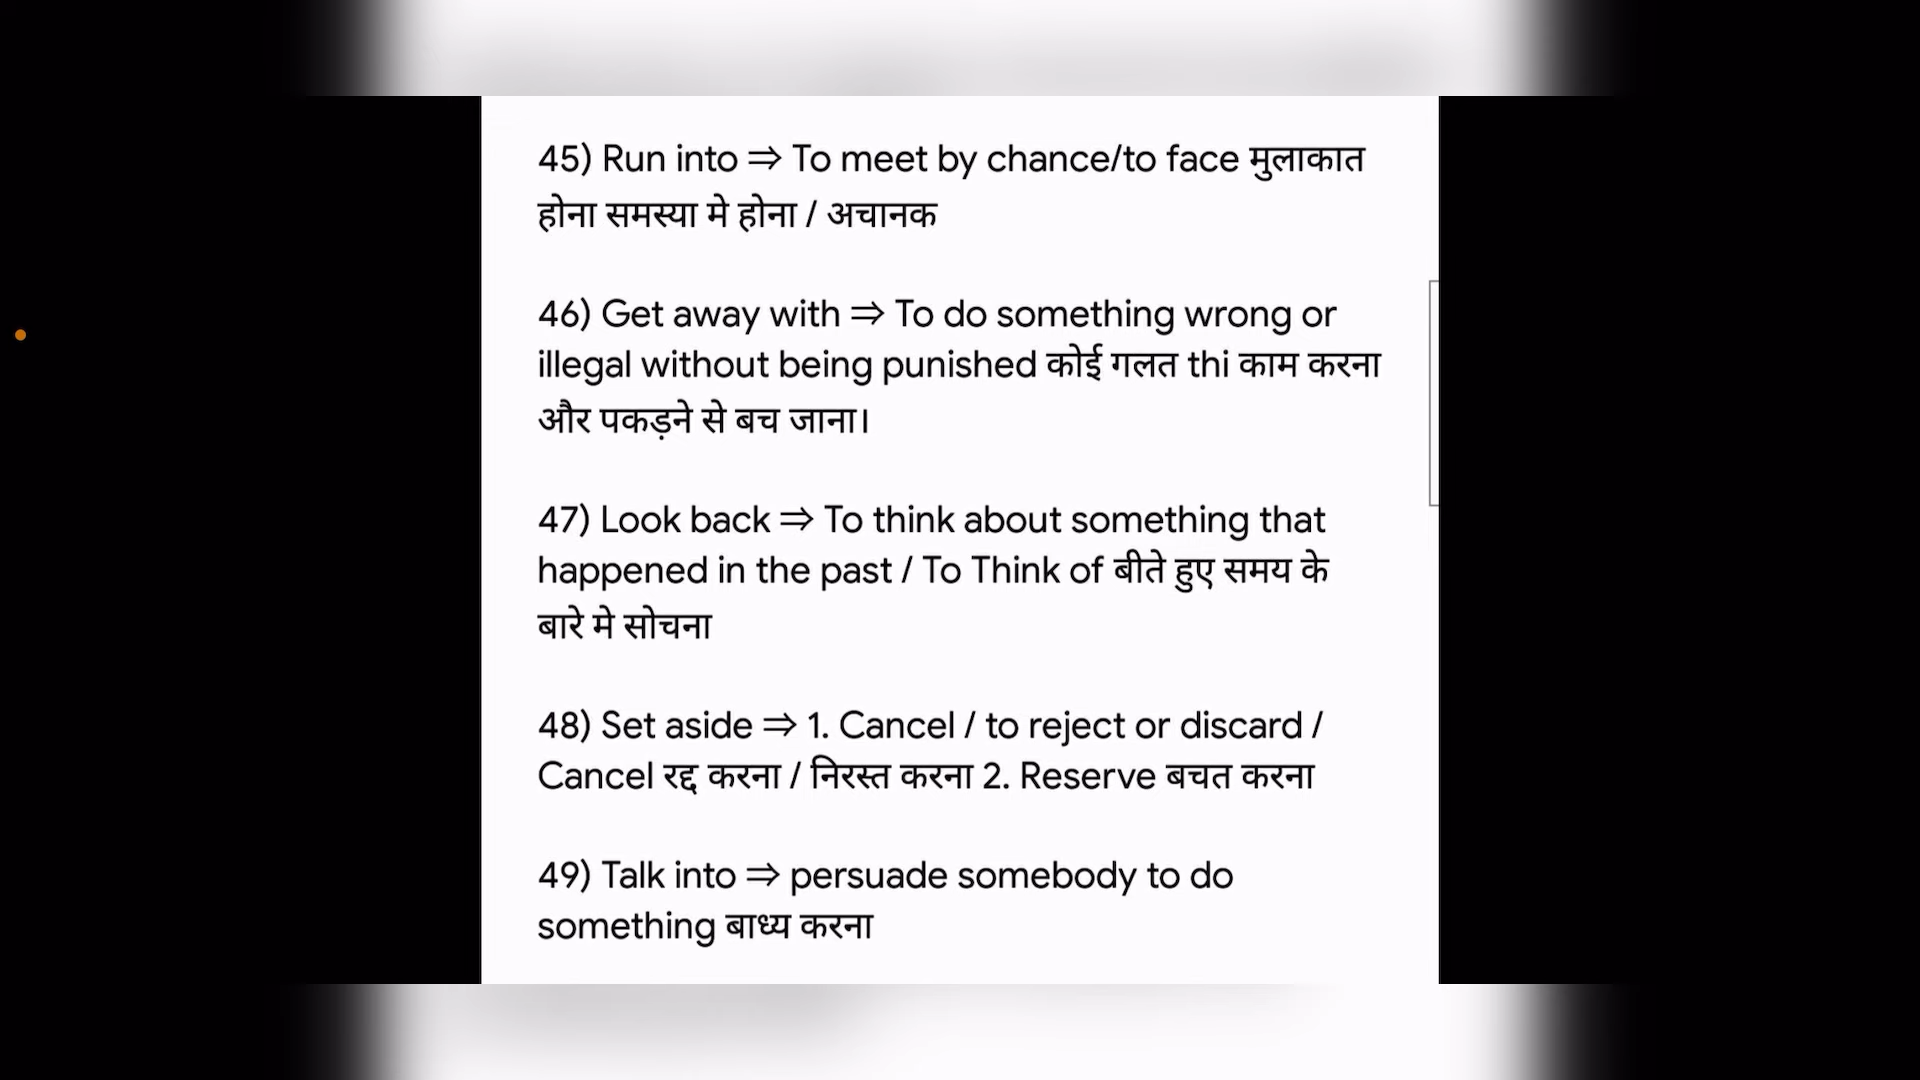 45) Run into ⇒ To meet by chance/to face मुलाकात
होना समस्या मे होना / अचानक
46) Get away with ⇒ To do something wrong or
illegal without being punished कोई गलत thi काम करना
और पकड़ने से बच जाना।
47) Look back ⇒ To think about something that
happened in the past / To Think of बीते हुए समय के
बारे मे सोचना
48) Set aside ⇒ 1. Cancel / to reject or discard /
Cancel रद्द करना / निरस्त करना 2. Reserve बचत करना
49) Talk into ⇒ persuade somebody to do
something बाध्य करना